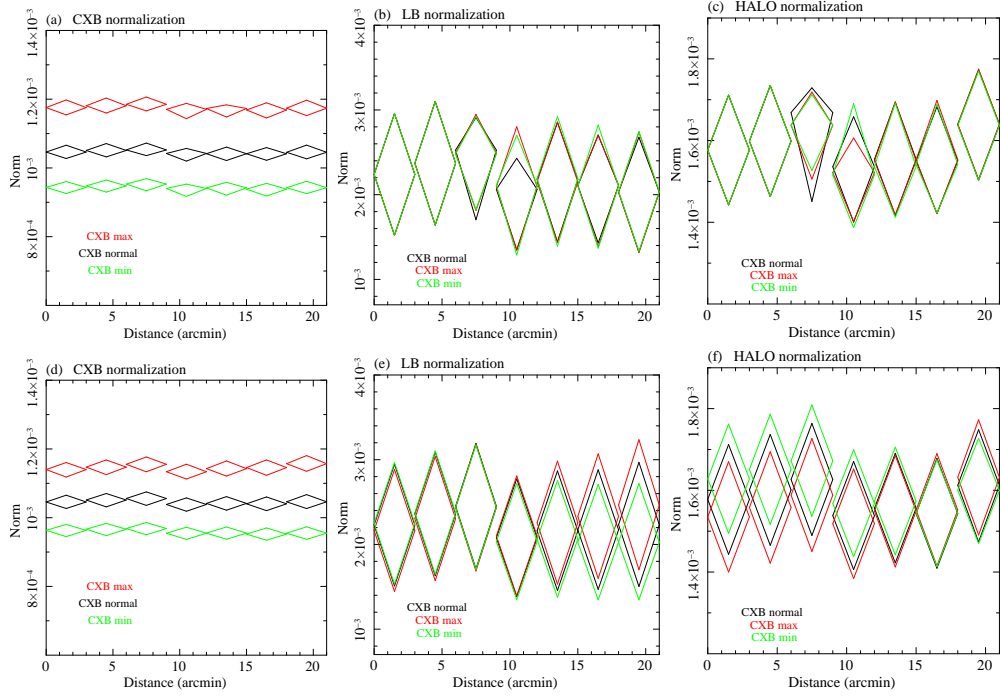 (a) CXB normalization
1.4×10⁻³
1.2×10⁻³
10⁻³
8×10⁻⁴
Norm
CXB max
CXB normal
CXB min
0 5 10 15 20
Distance (arcmin)
(b) LB normalization
4×10⁻³
3×10⁻³
2×10⁻³
10⁻³
Norm
CXB normal
CXB max
CXB min
0 5 10 15 20
Distance (arcmin)
(c) HALO normalization
1.8×10⁻³
1.6×10⁻³
1.4×10⁻³
Norm
CXB normal
CXB max
CXB min
0 5 10 15 20
Distance (arcmin)
(d) CXB normalization
1.4×10⁻³
1.2×10⁻³
10⁻³
8×10⁻⁴
Norm
CXB max
CXB normal
CXB min
0 5 10 15 20
Distance (arcmin)
(e) LB normalization
4×10⁻³
3×10⁻³
2×10⁻³
10⁻³
Norm
CXB normal
CXB max
CXB min
0 5 10 15 20
Distance (arcmin)
(f) HALO normalization
1.8×10⁻³
1.6×10⁻³
1.4×10⁻³
Norm
CXB normal
CXB max
CXB min
0 5 10 15 20
Distance (arcmin)